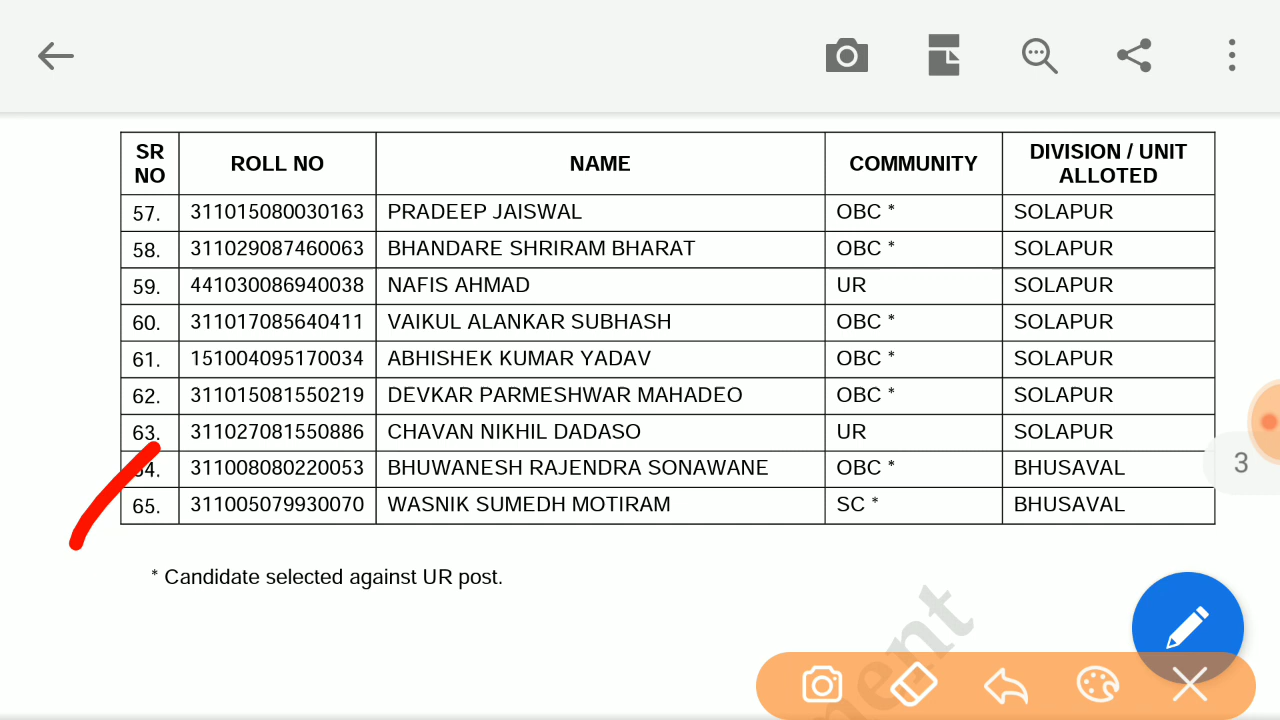 SR NO ROLL NO NAME COMMUNITY DIVISION / UNIT ALLOTED
57. 311015080030163 PRADEEP JAISWAL OBC * SOLAPUR
58. 311029087460063 BHANDARE SHRIRAM BHARAT OBC * SOLAPUR
59. 441030086940038 NAFIS AHMAD UR SOLAPUR
60. 311017085640411 VAIKUL ALANKAR SUBHASH OBC * SOLAPUR
61. 151004095170034 ABHISHEK KUMAR YADAV OBC * SOLAPUR
62. 311015081550219 DEVKAR PARMESHWAR MAHADEO OBC * SOLAPUR
63. 311027081550886 CHAVAN NIKHIL DADASO UR SOLAPUR
64. 311008080220053 BHUWANESH RAJENDRA SONAWANE OBC * BHUSAVAL
65. 311005079930070 WASNIK SUMEDH MOTIRAM SC * BHUSAVAL
3
* Candidate selected against UR post.